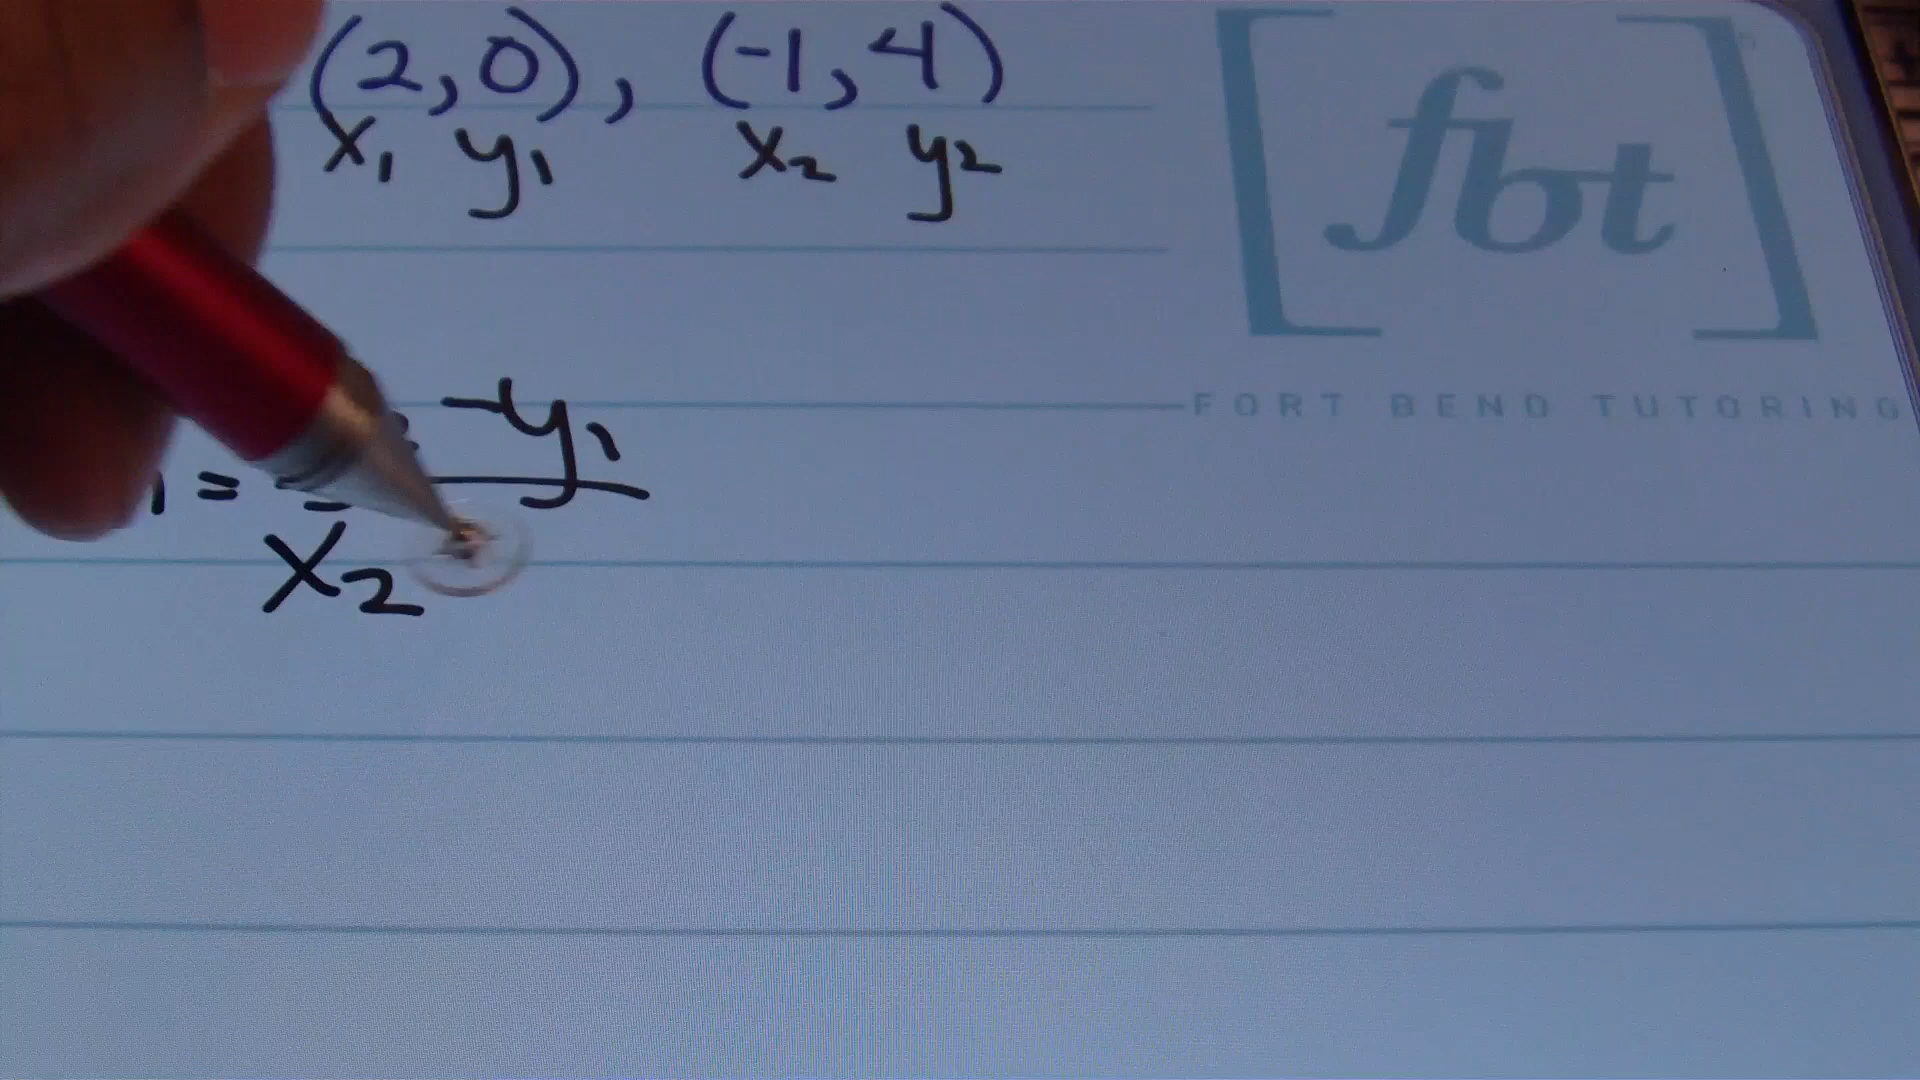 (2,0), (-1,4)
x₁ y₁ x₂ y₂
fbt
FORT BEND TUTORING
-y₁
=
x₂